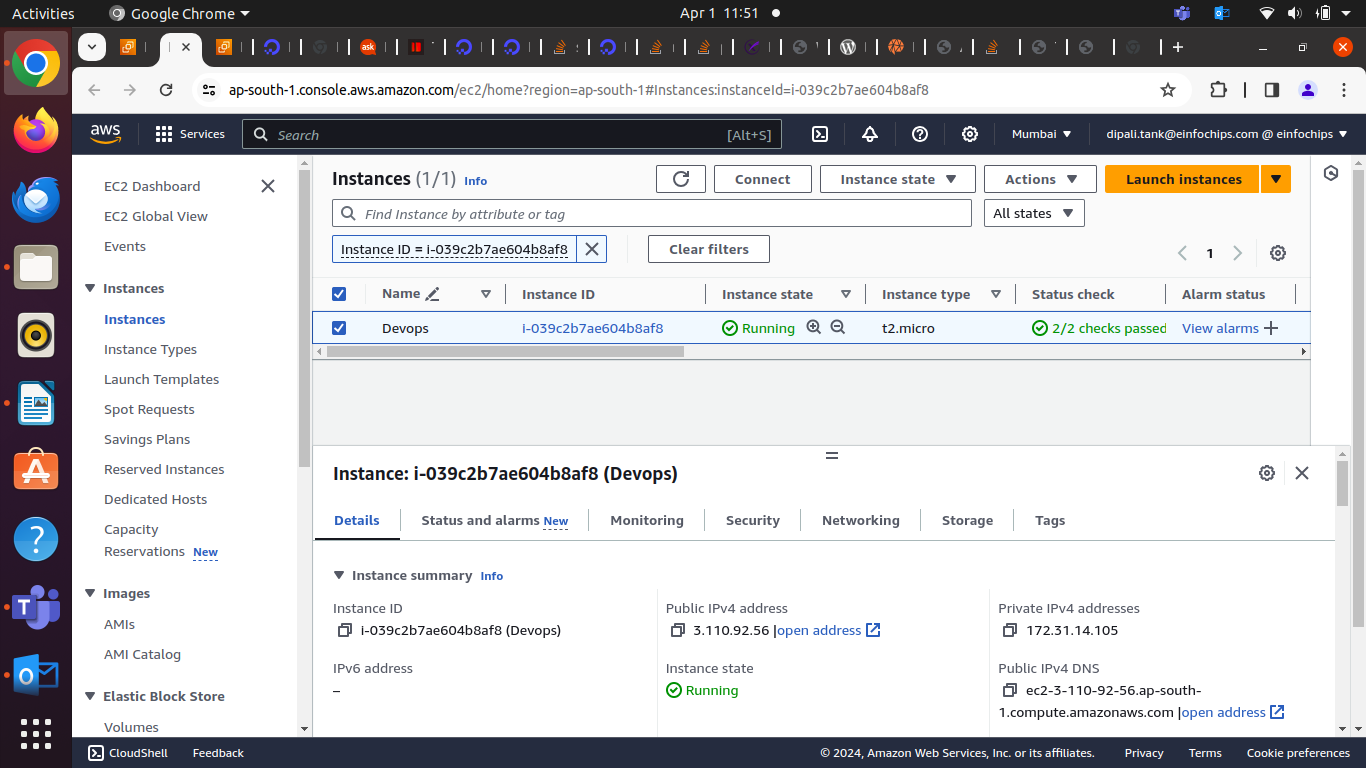 Activities
Google Chrome
Apr 1 11:51
ap-south-1.console.aws.amazon.com/ec2/home?region=ap-south-1#Instances:instanceId=i-039c2b7ae604b8af8
aws
Services
Search
[Alt+S]
Mumbai
dipali.tank@einfochips.com @ einfochips
EC2 Dashboard
EC2 Global View
Events
Instances
Instances
Instance Types
Launch Templates
Spot Requests
Savings Plans
Reserved Instances
Dedicated Hosts
Capacity
Reservations New
Images
AMIs
AMI Catalog
Elastic Block Store
Volumes
Instances (1/1) Info
Connect
Instance state
Actions
Launch instances
Find Instance by attribute or tag
All states
Instance ID = i-039c2b7ae604b8af8
Clear filters
1
Name Instance ID Instance state Instance type Status check Alarm status
Devops i-039c2b7ae604b8af8 Running t2.micro 2/2 checks passed View alarms
Instance: i-039c2b7ae604b8af8 (Devops)
Details Status and alarms New Monitoring Security Networking Storage Tags
Instance summary Info
Instance ID
i-039c2b7ae604b8af8 (Devops)
Public IPv4 address
3.110.92.56 |open address
Private IPv4 addresses
172.31.14.105
IPv6 address
–
Instance state
Running
Public IPv4 DNS
ec2-3-110-92-56.ap-south-
1.compute.amazonaws.com |open address
CloudShell
Feedback
© 2024, Amazon Web Services, Inc. or its affiliates.
Privacy
Terms
Cookie preferences